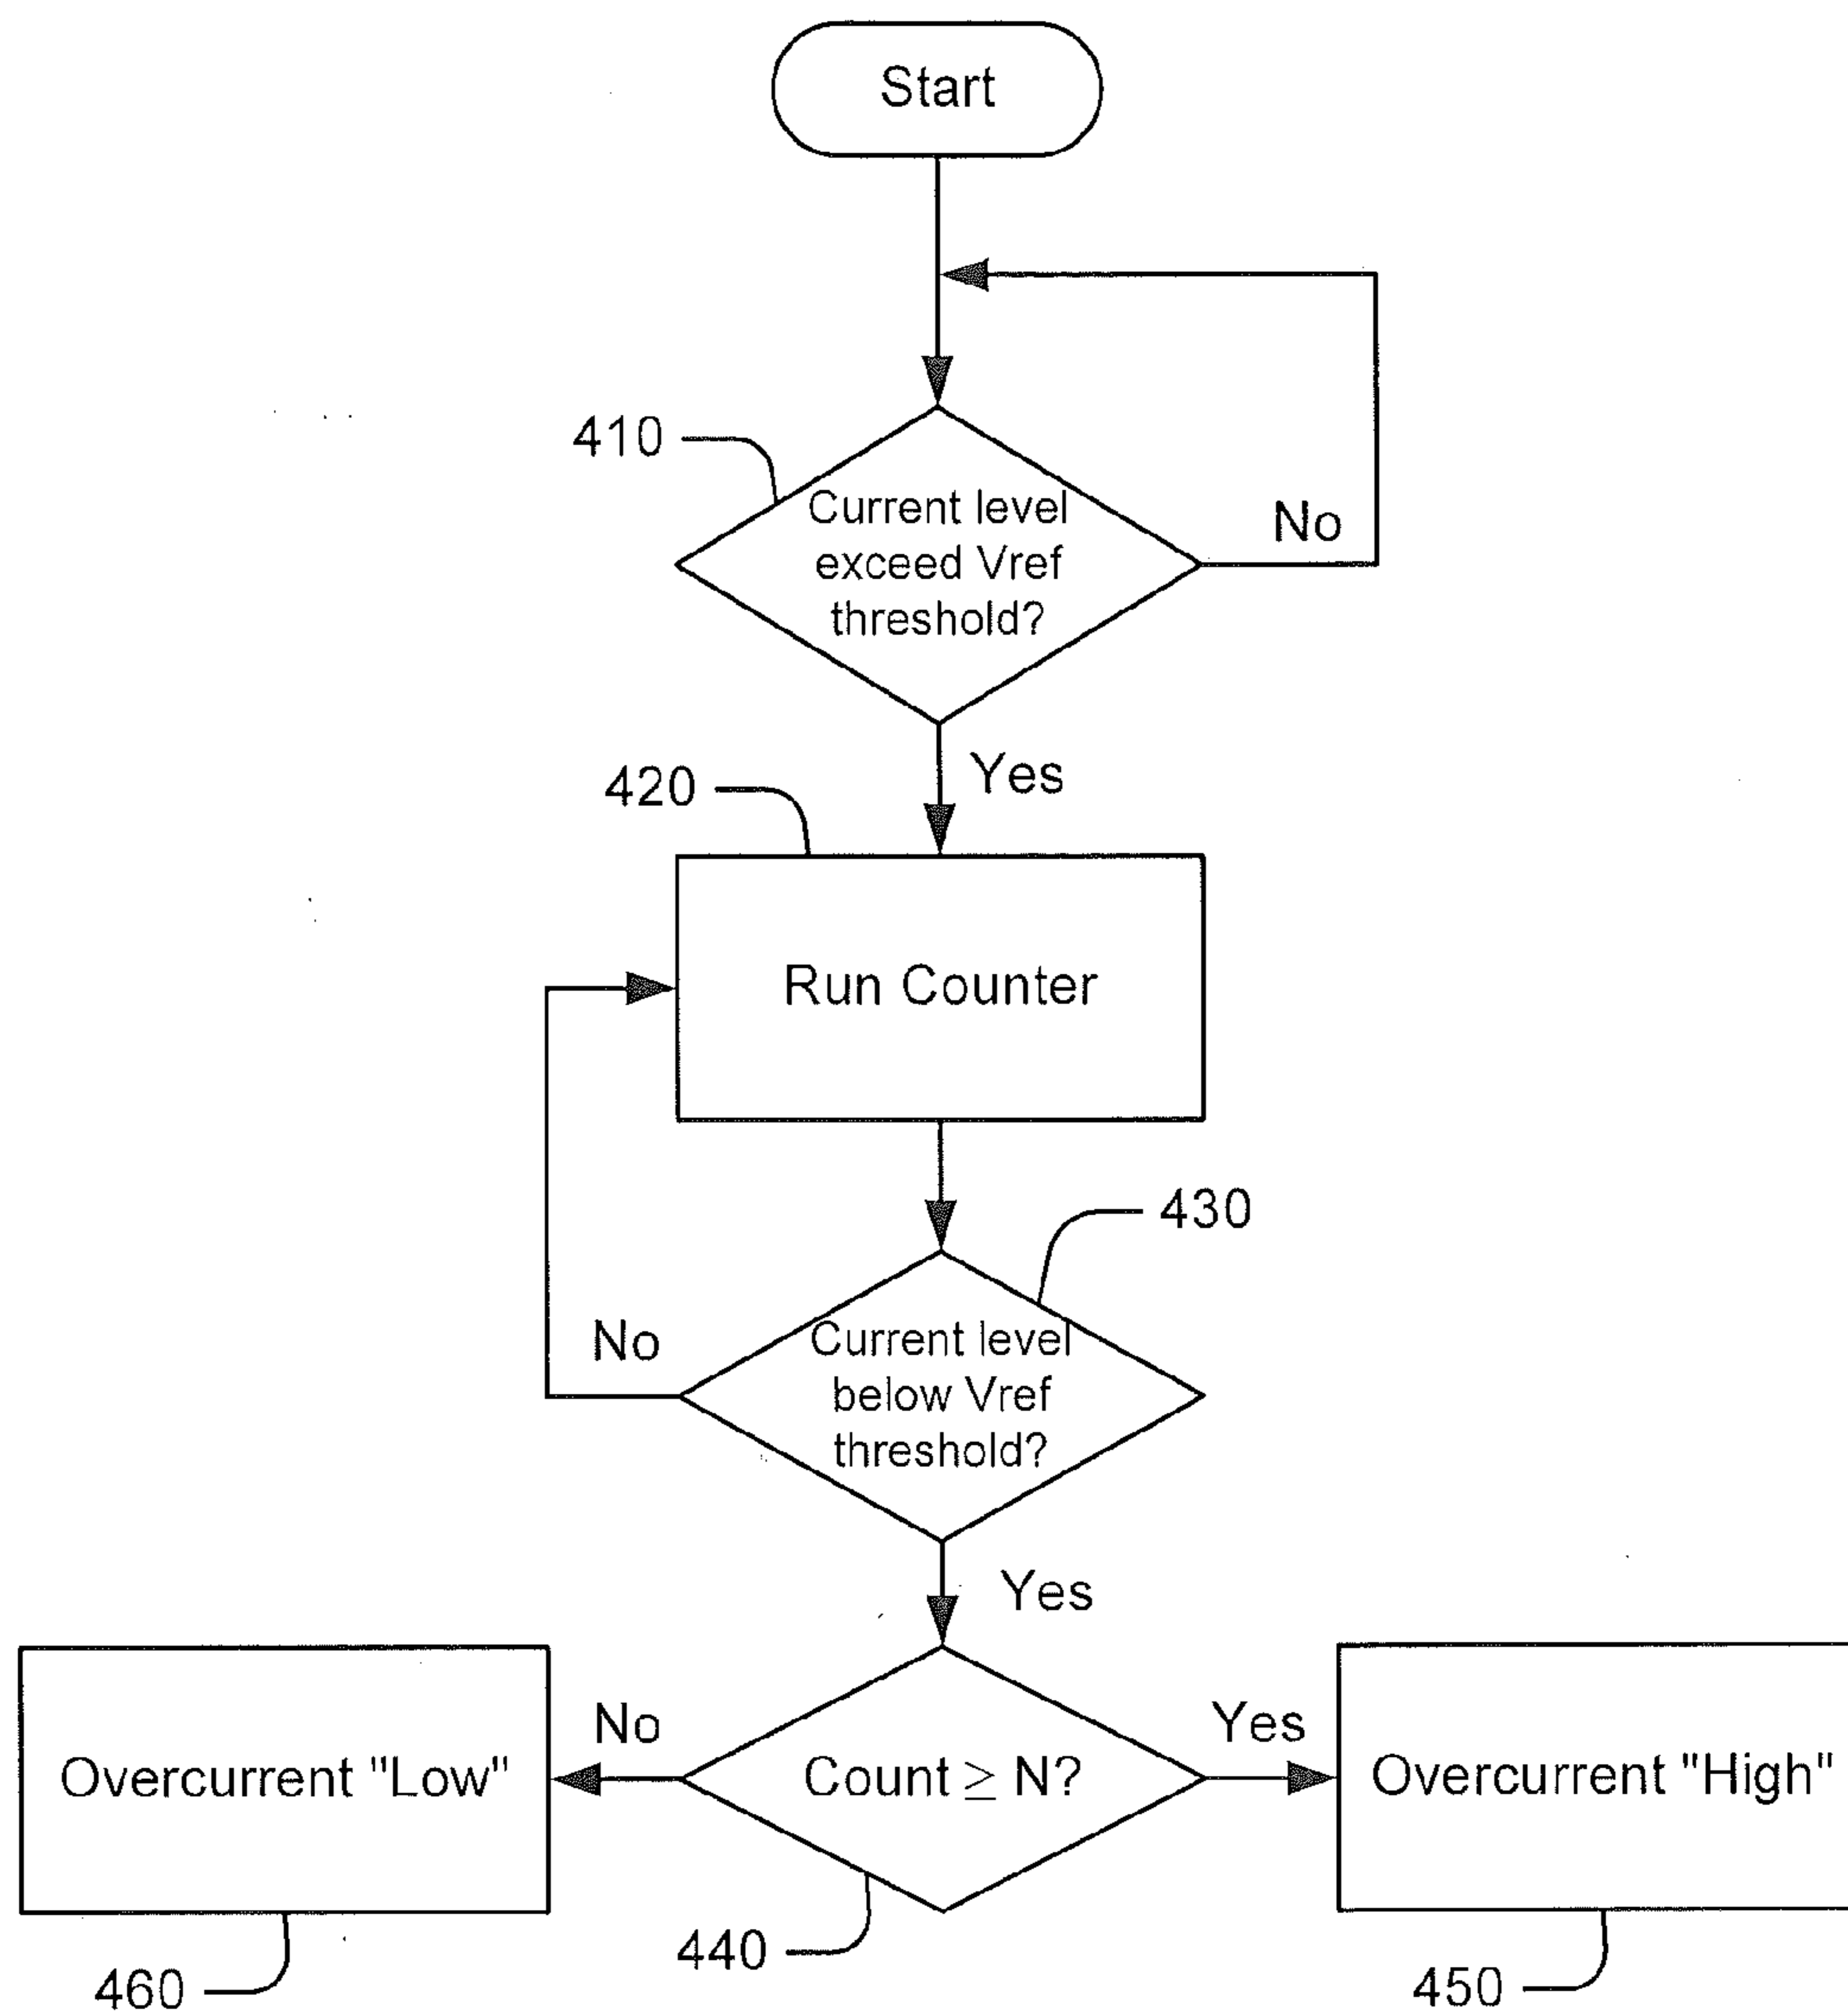 Start
410
Current level
exceed Vref
threshold?
No
Yes
420
Run Counter
430
No
Current level
below Vref
threshold?
Yes
Overcurrent "Low"
No
Count ≥ N?
Yes
Overcurrent "High"
440
460
450